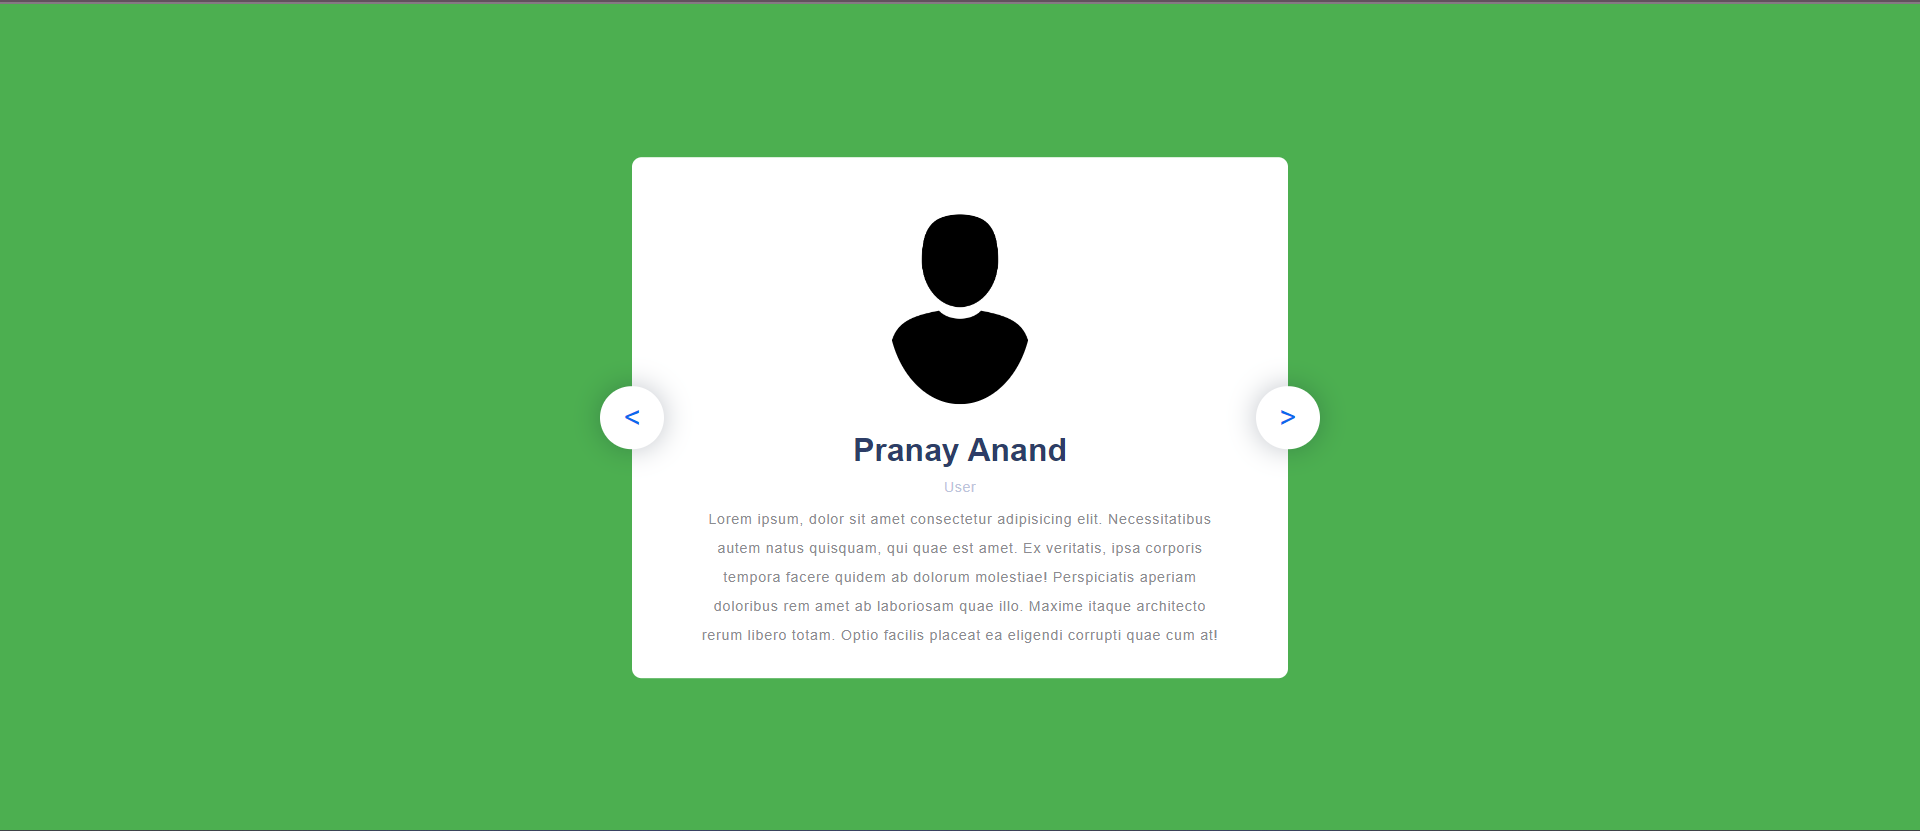 < >
Pranay Anand
User
Lorem ipsum, dolor sit amet consectetur adipisicing elit. Necessitatibus
autem natus quisquam, qui quae est amet. Ex veritatis, ipsa corporis
tempora facere quidem ab dolorum molestiae! Perspiciatis aperiam
doloribus rem amet ab laboriosam quae illo. Maxime itaque architecto
rerum libero totam. Optio facilis placeat ea eligendi corrupti quae cum at!